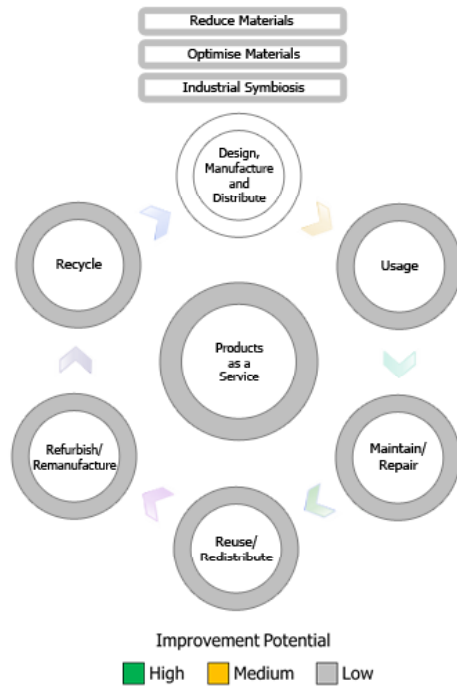 Reduce Materials
Optimise Materials
Industrial Symbiosis
Design,
Manufacture
and
Distribute
Recycle
Usage
Products
as a
Service
Refurbish/
Remanufacture
Maintain/
Repair
Reuse/
Redistribute
Improvement Potential
High Medium Low